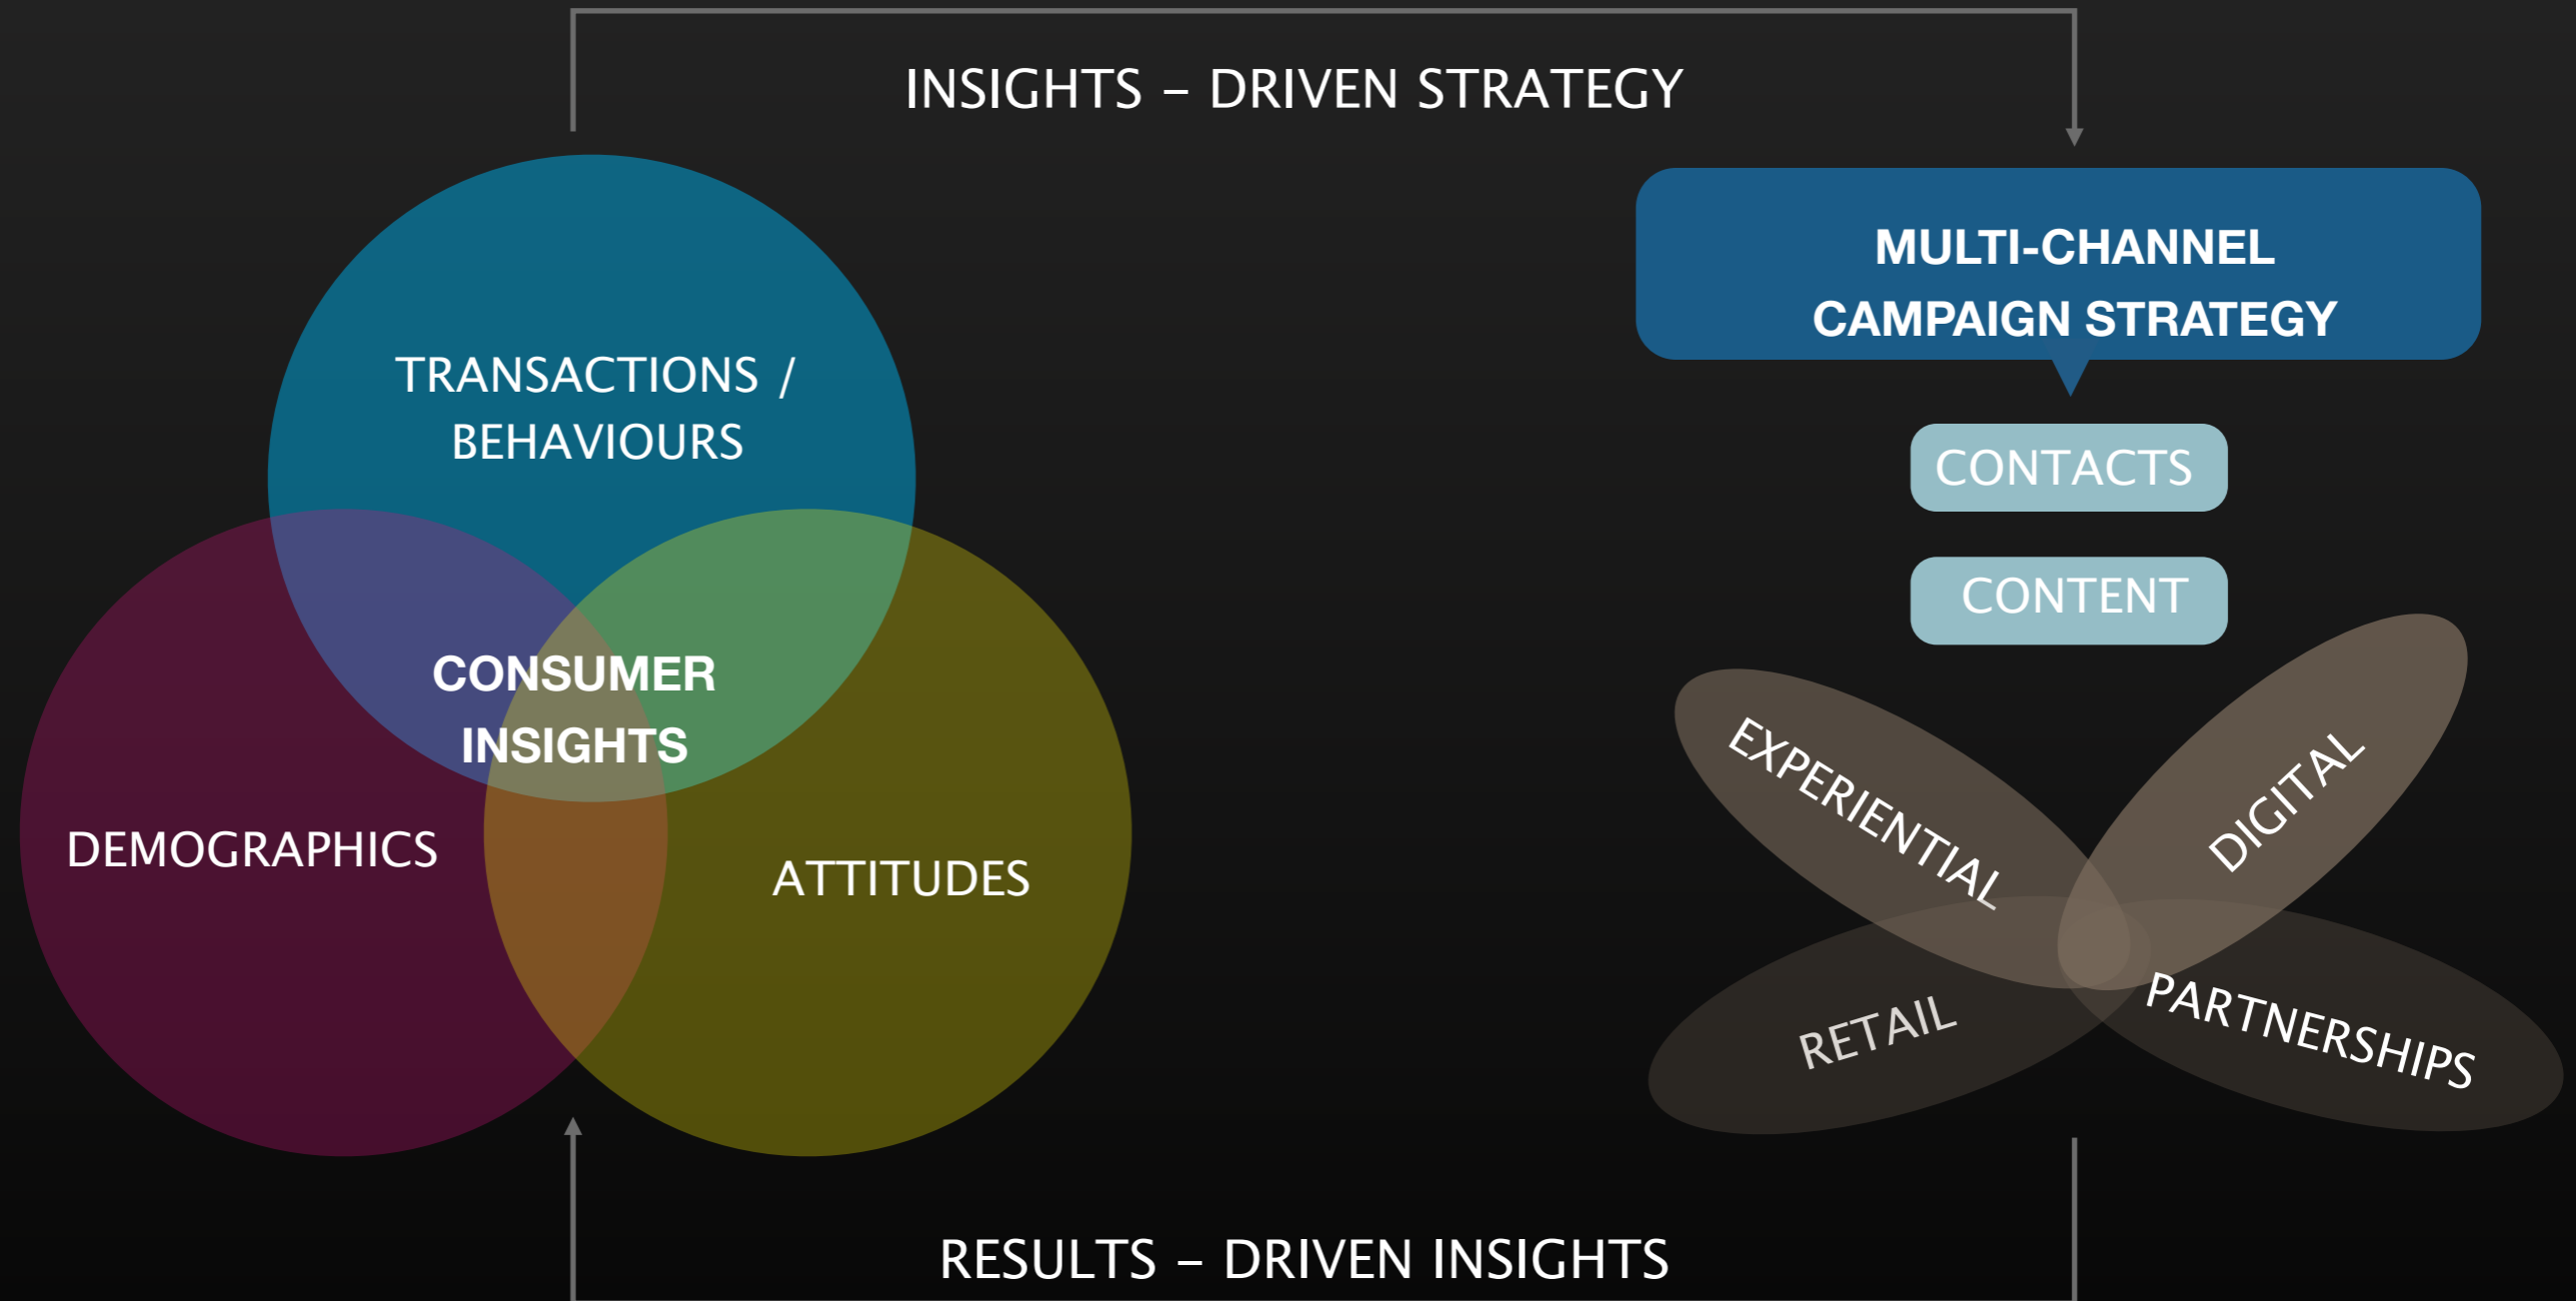 INSIGHTS – DRIVEN STRATEGY
TRANSACTIONS /
BEHAVIOURS
CONSUMER
INSIGHTS
DEMOGRAPHICS
ATTITUDES
MULTI-CHANNEL
CAMPAIGN STRATEGY
CONTACTS
CONTENT
EXPERIENTIAL
DIGITAL
RETAIL
PARTNERSHIPS
RESULTS – DRIVEN INSIGHTS